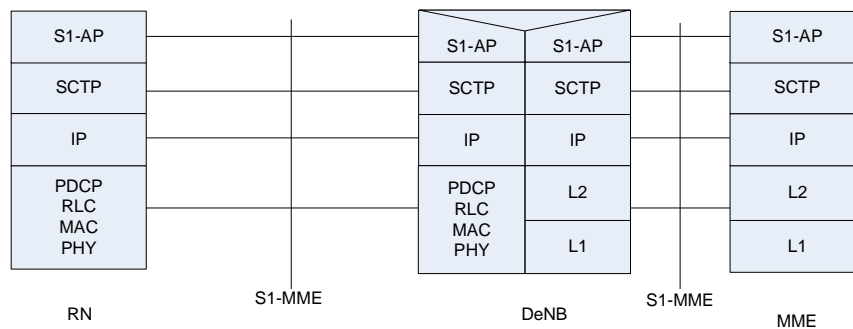 S1-AP
SCTP
IP
PDCP
RLC
MAC
PHY
RN
S1-MME
S1-AP
S1-AP
SCTP
SCTP
IP
IP
PDCP
RLC
MAC
PHY
L2
L1
DeNB
S1-MME
S1-AP
SCTP
IP
L2
L1
MME